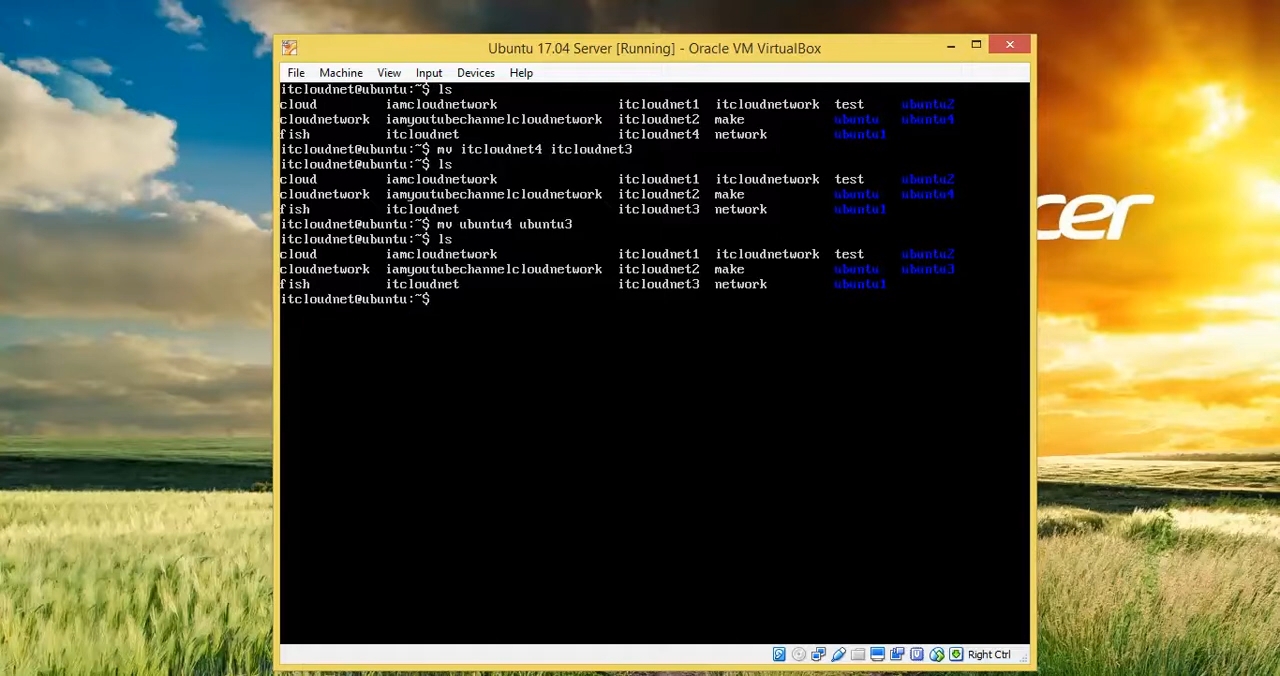 Ubuntu 17.04 Server [Running] - Oracle VM VirtualBox
File Machine View Input Devices Help
itcloudnet@ubuntu:~$ ls
cloud iamcloudnetwork itcloudnet1 itcloudnetwork test ubuntu2
cloudnetwork iamyoutubechannelcloudnetwork itcloudnet2 make ubuntu ubuntu4
fish itcloudnet itcloudnet4 network ubuntu1
itcloudnet@ubuntu:~$ mv itcloudnet4 itcloudnet3
itcloudnet@ubuntu:~$ ls
cloud iamcloudnetwork itcloudnet1 itcloudnetwork test ubuntu2
cloudnetwork iamyoutubechannelcloudnetwork itcloudnet2 make ubuntu ubuntu4
fish itcloudnet itcloudnet3 network ubuntu1
itcloudnet@ubuntu:~$ mv ubuntu4 ubuntu3
itcloudnet@ubuntu:~$ ls
cloud iamcloudnetwork itcloudnet1 itcloudnetwork test ubuntu2
cloudnetwork iamyoutubechannelcloudnetwork itcloudnet2 make ubuntu ubuntu3
fish itcloudnet itcloudnet3 network ubuntu1
itcloudnet@ubuntu:~$
cer
Right Ctrl